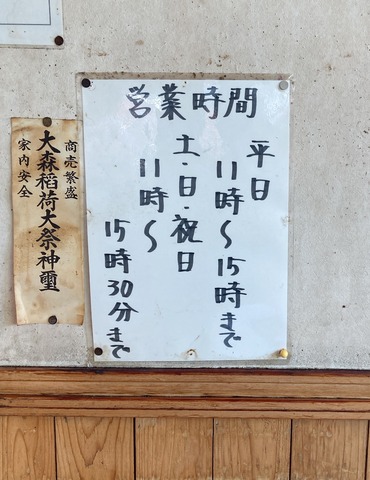 営業時間
平日
11時〜15時まで
土・日・祝日
11時〜
15時30分まで
商売繁盛
大森稲荷大祭神璽
家内安全